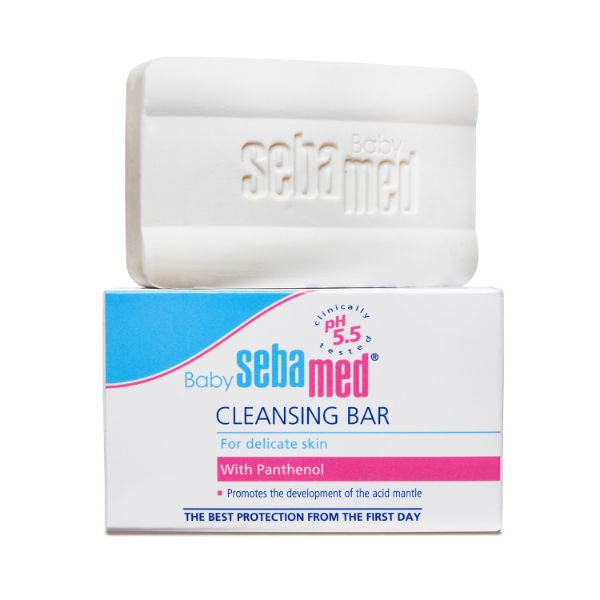 Baby
sebamed
clinically
pH 5.5
tested
Baby sebamed®
CLEANSING BAR
For delicate skin
With Panthenol
▪ Promotes the development of the acid mantle
THE BEST PROTECTION FROM THE FIRST DAY